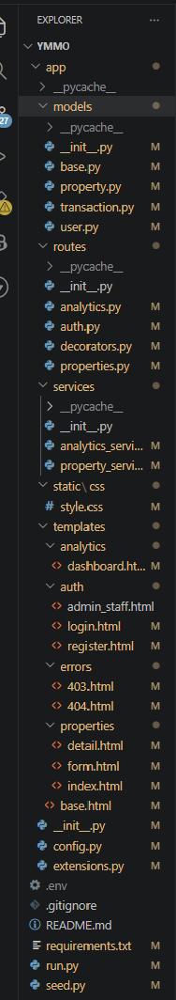 EXPLORER ...
YMMO
app
__pycache__
models
__pycache__
__init__.py M
base.py M
property.py M
transaction.py M
user.py M
routes
__pycache__
__init__.py
analytics.py M
auth.py M
decorators.py M
properties.py M
services
__pycache__
__init__.py
analytics_servi... M
property_servi... M
static\css
# style.css M
templates
analytics
<> dashboard.ht... M
auth
<> admin_staff.html
<> login.html M
<> register.html M
errors
<> 403.html M
<> 404.html M
properties
<> detail.html M
<> form.html M
<> index.html M
<> base.html M
__init__.py M
config.py M
extensions.py M
.env
.gitignore
README.md
requirements.txt M
run.py M
seed.py M
27